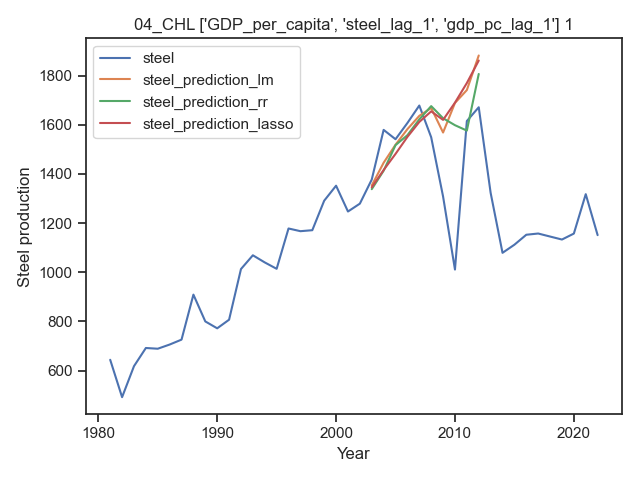 04_CHL ['GDP_per_capita', 'steel_lag_1', 'gdp_pc_lag_1'] 1
steel
steel_prediction_lm
steel_prediction_rr
steel_prediction_lasso
1800
1600
1400
1200
1000
800
600
Steel production
1980 1990 2000 2010 2020
Year